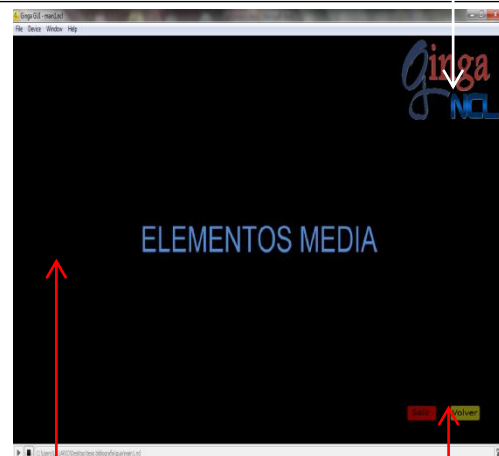 Ginga GUI - main1.ncl
File Device Window Help
Ginga
NCL
ELEMENTOS MEDIA
Salir Volver